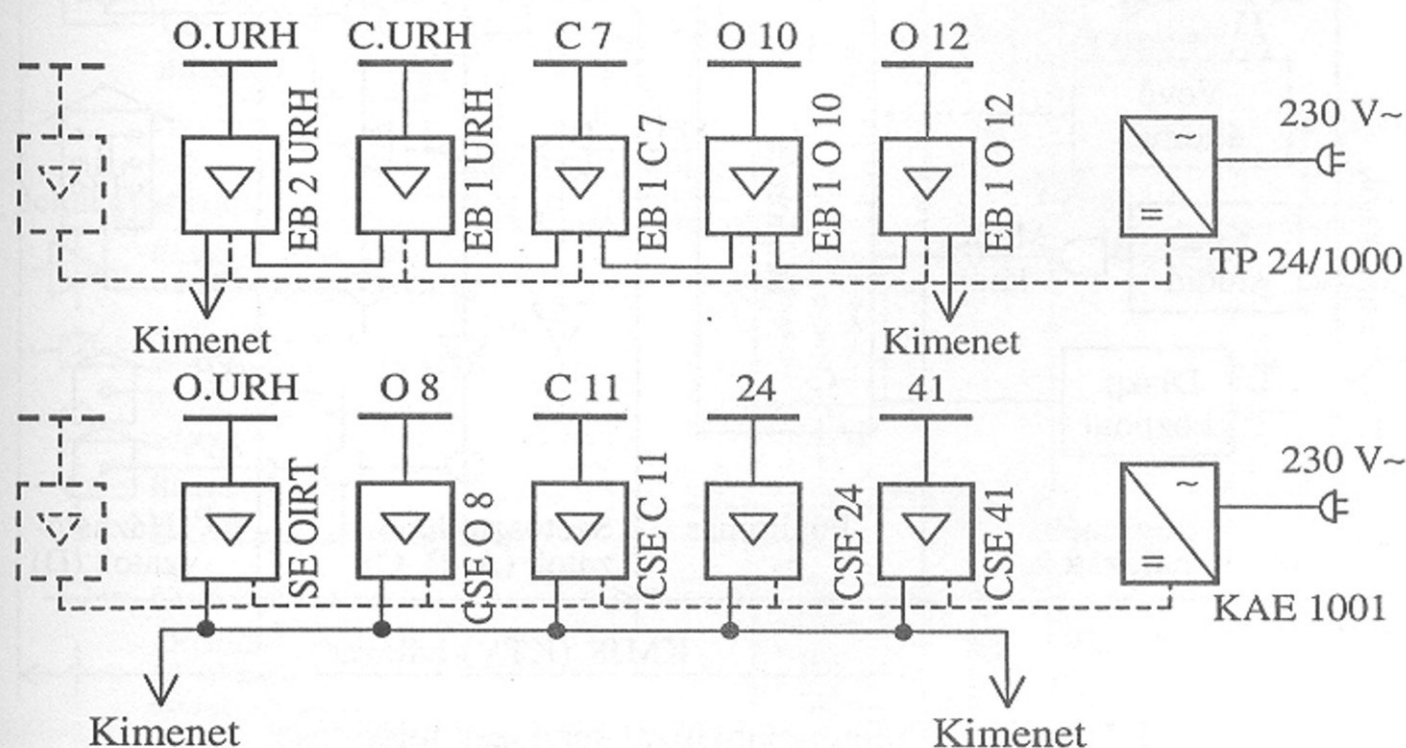 O.URH C.URH C 7 O 10 O 12
EB 2 URH
EB 1 URH
EB 1 C 7
EB 1 O 10
EB 1 O 12
~
=
230 V~
TP 24/1000
Kimenet Kimenet
O.URH O 8 C 11 24 41
SE OIRT
CSE O 8
CSE C 11
CSE 24
CSE 41
~
=
230 V~
KAE 1001
Kimenet Kimenet